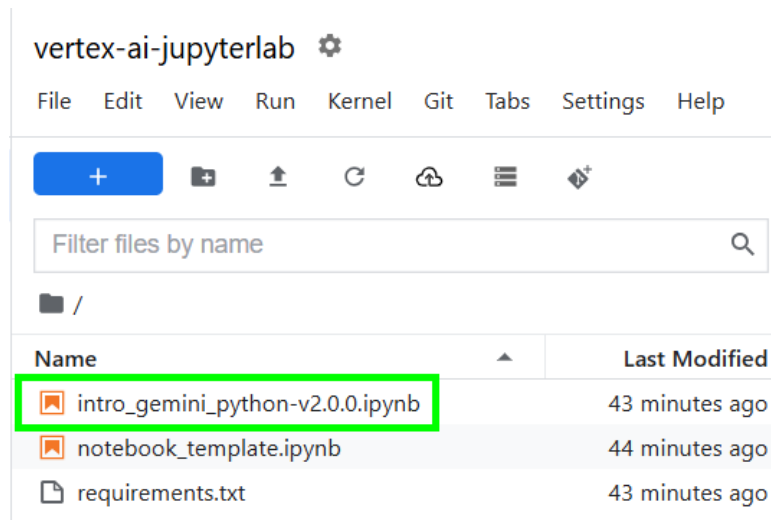 vertex-ai-jupyterlab
File Edit View Run Kernel Git Tabs Settings Help
Filter files by name
/
Name Last Modified
intro_gemini_python-v2.0.0.ipynb 43 minutes ago
notebook_template.ipynb 44 minutes ago
requirements.txt 43 minutes ago